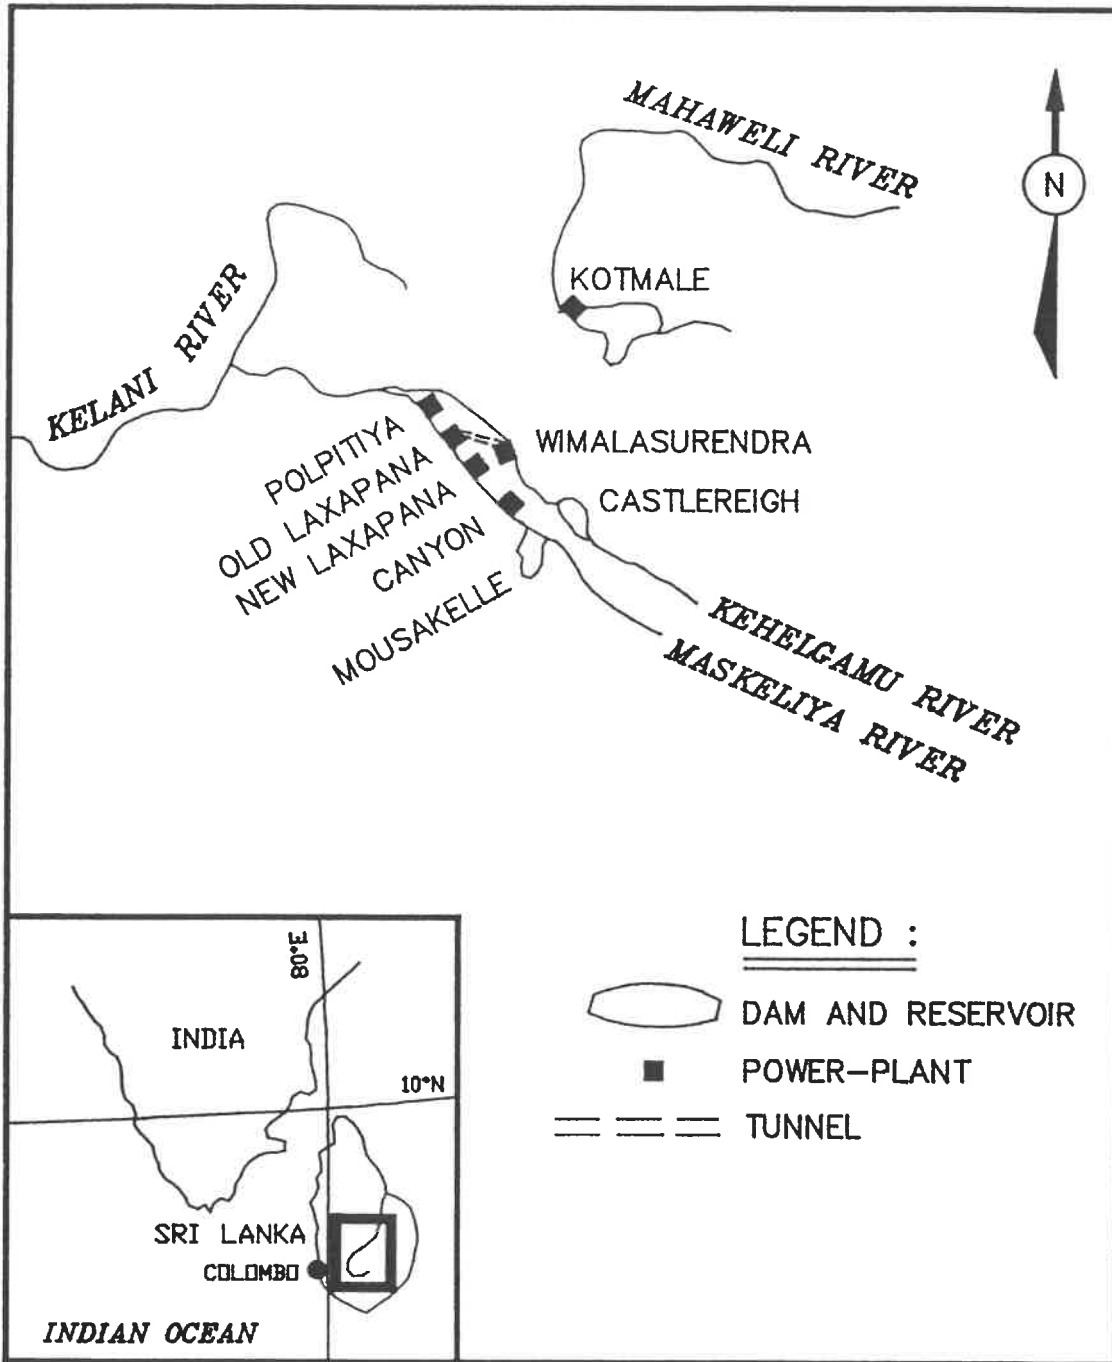 MAHAWELI RIVER
N
KOTMALE
KELANI RIVER
WIMALASURENDRA
POLPITIYA
OLD LAXAPANA
CASTLEREIGH
NEW LAXAPANA
CANYON
MOUSAKELLE
KEHELGAMU RIVER
MASKELIYA RIVER
LEGEND :
DAM AND RESERVOIR
POWER-PLANT
TUNNEL
80°E
INDIA
10°N
SRI LANKA
COLOMBO
INDIAN OCEAN